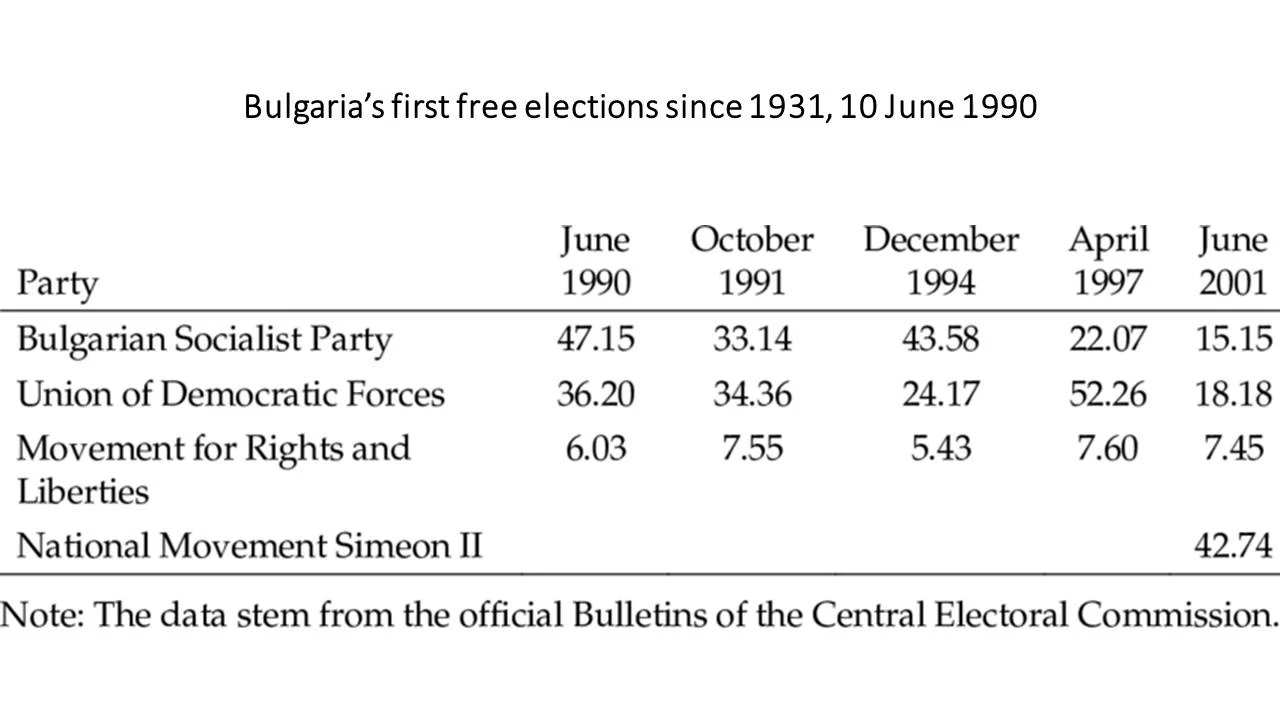 Bulgaria’s first free elections since 1931, 10 June 1990
June October December April June
Party 1990 1991 1994 1997 2001
Bulgarian Socialist Party 47.15 33.14 43.58 22.07 15.15
Union of Democratic Forces 36.20 34.36 24.17 52.26 18.18
Movement for Rights and 6.03 7.55 5.43 7.60 7.45
Liberties
National Movement Simeon II 42.74
Note: The data stem from the official Bulletins of the Central Electoral Commission.